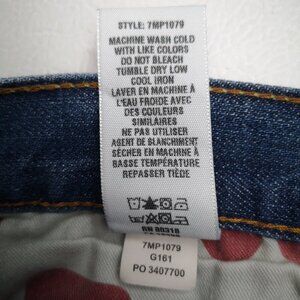 STYLE: 7MP1079
MACHINE WASH COLD
WITH LIKE COLORS
DO NOT BLEACH
TUMBLE DRY LOW
COOL IRON
LAVER EN MACHINE À
L'EAU FROIDE AVEC
DES COULEURS
SIMILAIRES
NE PAS UTILISER
AGENT DE BLANCHIMENT
SÉCHER EN MACHINE À
BASSE TEMPÉRATURE
REPASSER TIÈDE
RN 80318
7MP1079
G161
PO 3407700